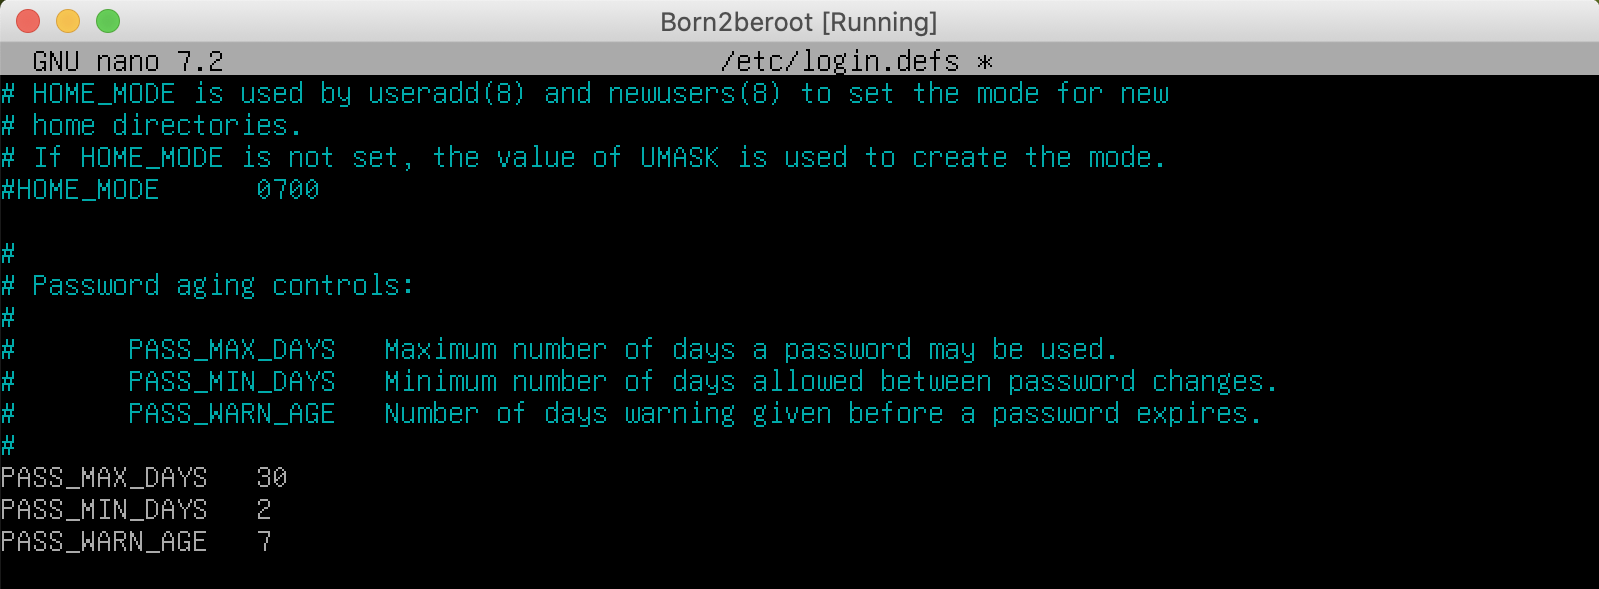 Born2beroot [Running]
GNU nano 7.2 /etc/login.defs *
# HOME_MODE is used by useradd(8) and newusers(8) to set the mode for new
# home directories.
# If HOME_MODE is not set, the value of UMASK is used to create the mode.
#HOME_MODE      0700
#
# Password aging controls:
#
#       PASS_MAX_DAYS   Maximum number of days a password may be used.
#       PASS_MIN_DAYS   Minimum number of days allowed between password changes.
#       PASS_WARN_AGE   Number of days warning given before a password expires.
#
PASS_MAX_DAYS   30
PASS_MIN_DAYS   2
PASS_WARN_AGE   7